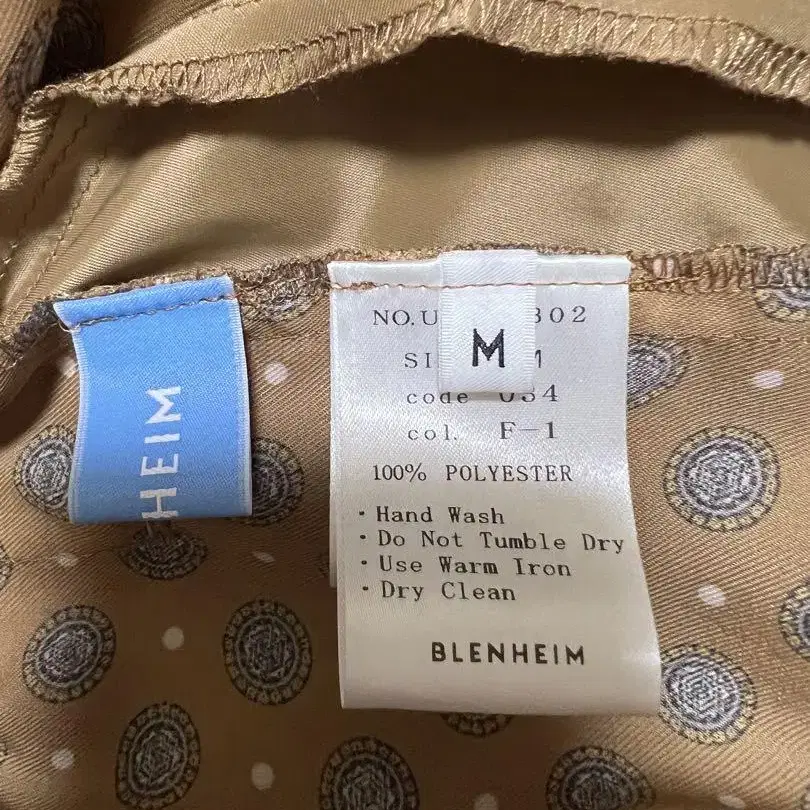 HEIM
M
NO.U 302
SI M
code 034
col. F-1
100% POLYESTER
· Hand Wash
· Do Not Tumble Dry
· Use Warm Iron
· Dry Clean
BLENHEIM